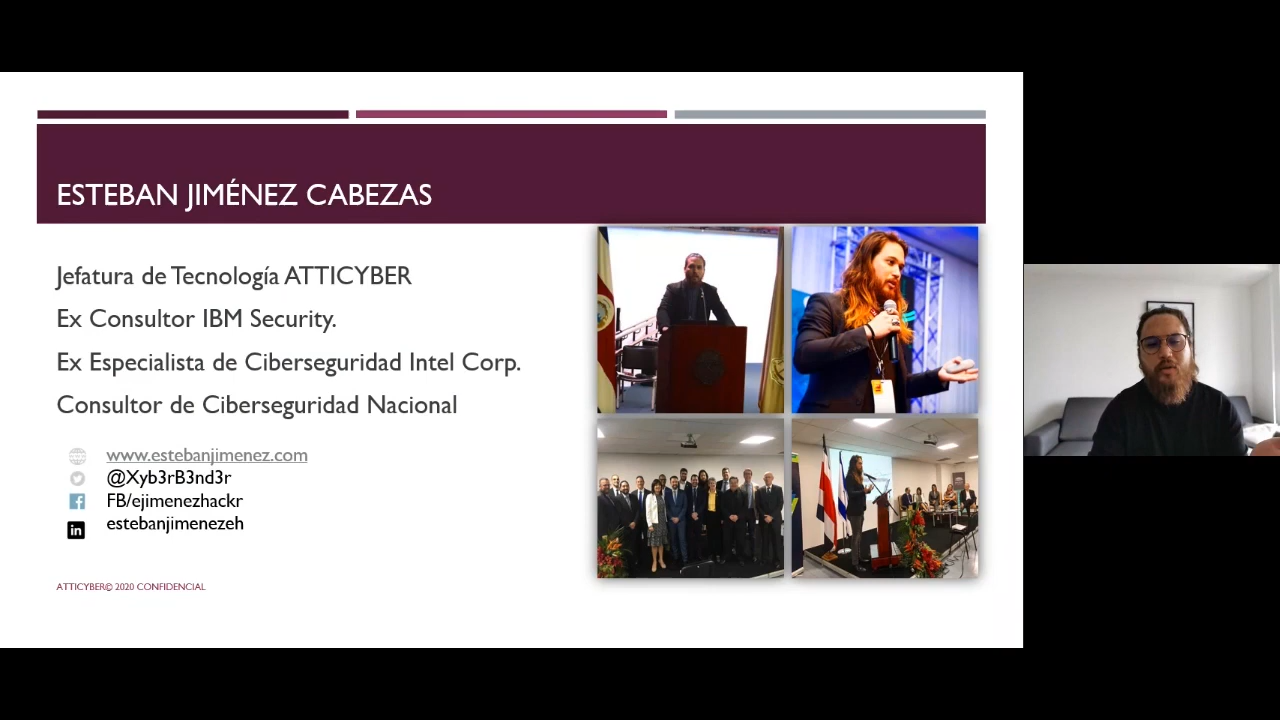 ESTEBAN JIMÉNEZ CABEZAS
Jefatura de Tecnología ATTICYBER
Ex Consultor IBM Security.
Ex Especialista de Ciberseguridad Intel Corp.
Consultor de Ciberseguridad Nacional
www.estebanjimenez.com
@Xyb3rB3nd3r
FB/ejimenezhackr
estebanjimenezeh
ATTICYBER© 2020 CONFIDENCIAL